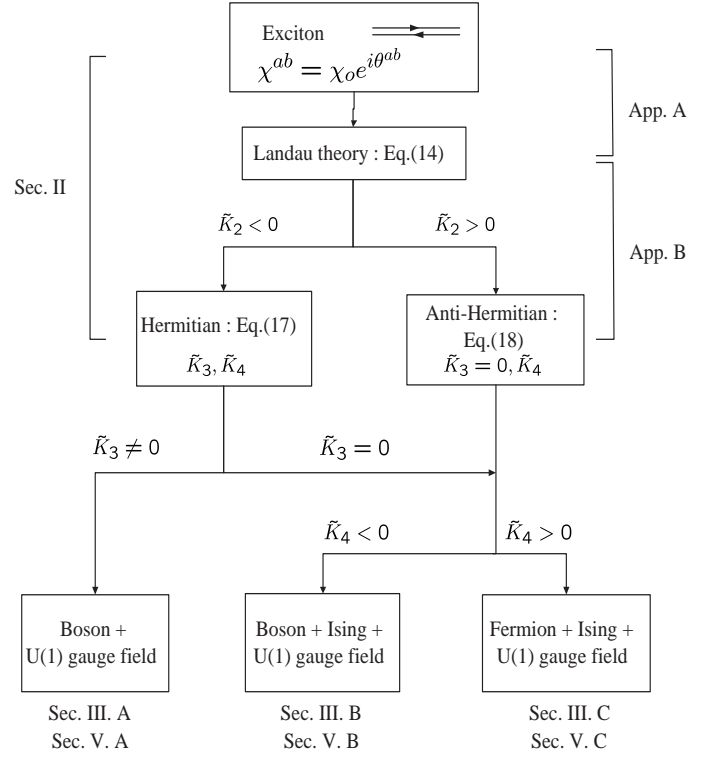 Exciton
χ^{ab} = χ_o e^{iθ^{ab}}
App. A
Landau theory : Eq.(14)
Sec. II
K̃_2 < 0
K̃_2 > 0
App. B
Hermitian : Eq.(17)
K̃_3, K̃_4
Anti-Hermitian :
Eq.(18)
K̃_3 = 0, K̃_4
K̃_3 ≠ 0
K̃_3 = 0
K̃_4 < 0
K̃_4 > 0
Boson +
U(1) gauge field
Boson + Ising +
U(1) gauge field
Fermion + Ising +
U(1) gauge field
Sec. III. A
Sec. V. A
Sec. III. B
Sec. V. B
Sec. III. C
Sec. V. C